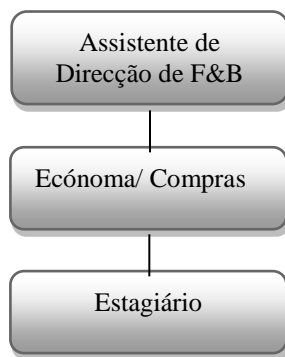 Assistente de
Direcção de F&B
Ecónoma/ Compras
Estagiário